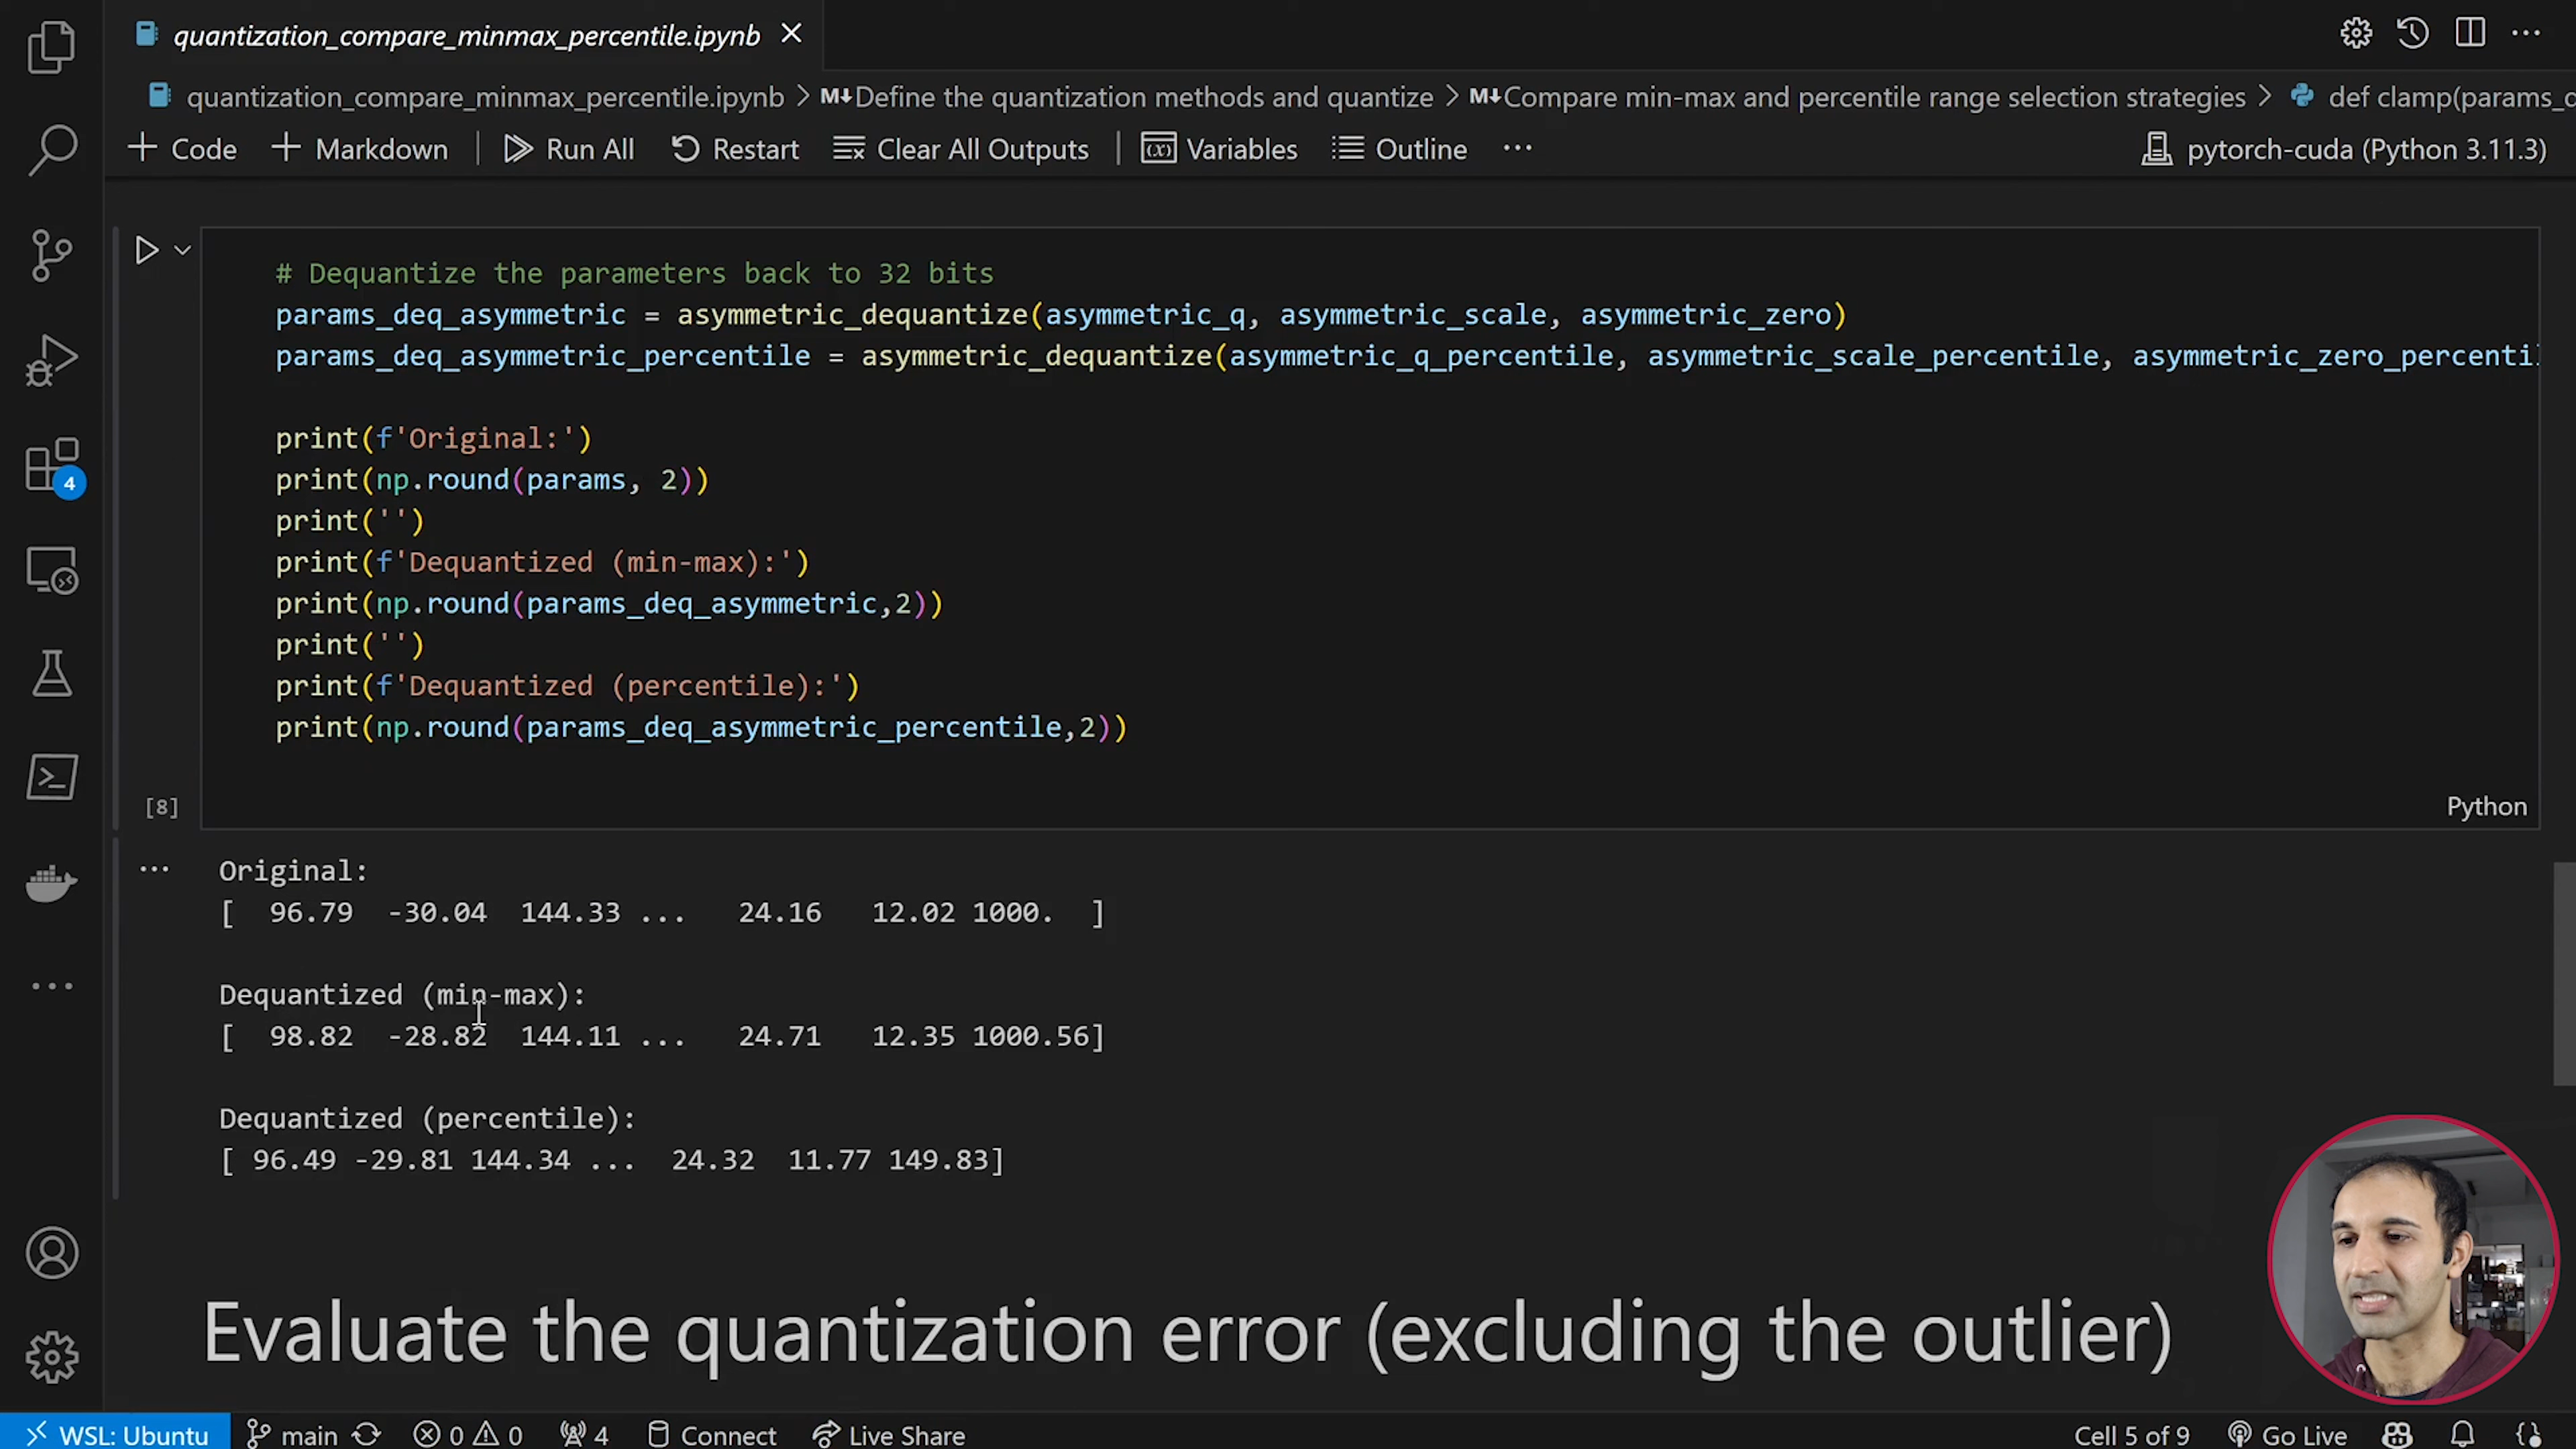 quantization_compare_minmax_percentile.ipynb
quantization_compare_minmax_percentile.ipynb > M↓Define the quantization methods and quantize > M↓Compare min-max and percentile range selection strategies > def clamp(params_q
+ Code + Markdown Run All Restart Clear All Outputs Variables Outline ... pytorch-cuda (Python 3.11.3)
# Dequantize the parameters back to 32 bits
params_deq_asymmetric = asymmetric_dequantize(asymmetric_q, asymmetric_scale, asymmetric_zero)
params_deq_asymmetric_percentile = asymmetric_dequantize(asymmetric_q_percentile, asymmetric_scale_percentile, asymmetric_zero_percentil
print(f'Original:')
print(np.round(params, 2))
print('')
print(f'Dequantized (min-max):')
print(np.round(params_deq_asymmetric,2))
print('')
print(f'Dequantized (percentile):')
print(np.round(params_deq_asymmetric_percentile,2))
[8]
Python
Original:
[ 96.79 -30.04 144.33 ... 24.16 12.02 1000. ]
Dequantized (min-max):
[ 98.82 -28.82 144.11 ... 24.71 12.35 1000.56]
Dequantized (percentile):
[ 96.49 -29.81 144.34 ... 24.32 11.77 149.83]
Evaluate the quantization error (excluding the outlier)
4
WSL: Ubuntu main 0 0 4 Connect Live Share Cell 5 of 9 Go Live